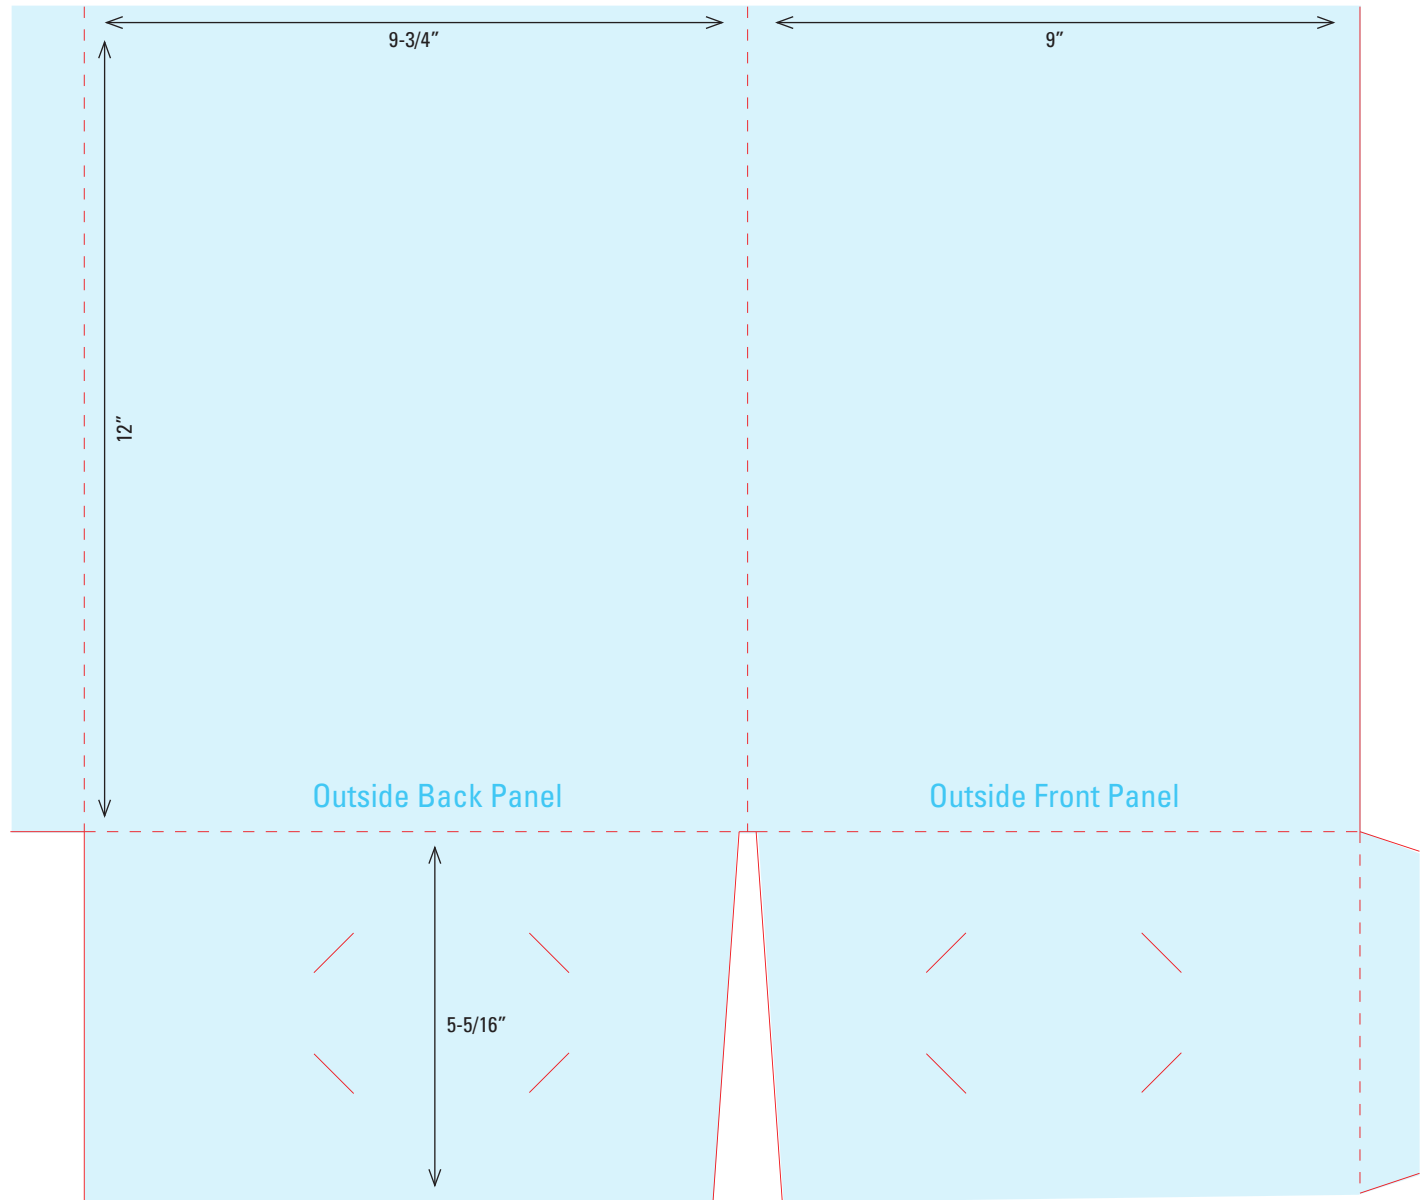 9-3/4”
9”
12”
Outside Back Panel
Outside Front Panel
5-5/16”